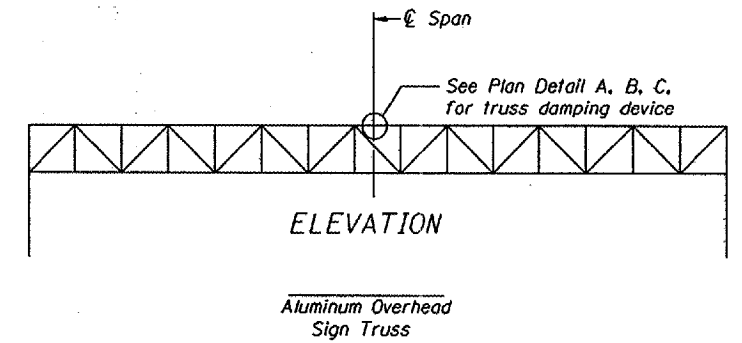 ℄ Span
See Plan Detail A, B, C,
for truss damping device
ELEVATION
Aluminum Overhead
Sign Truss